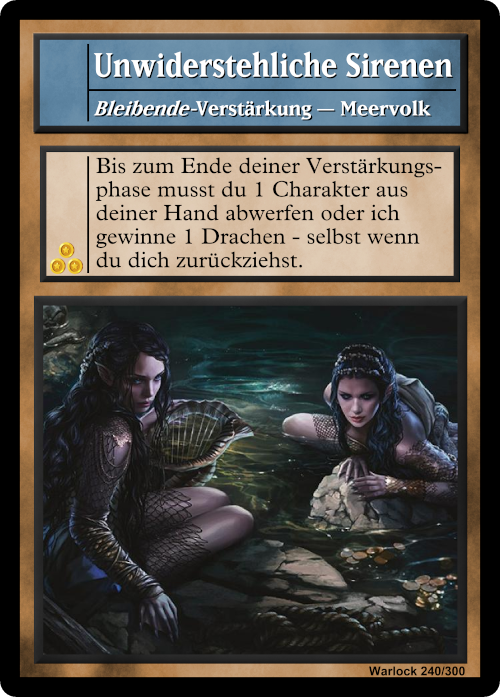 Unwiderstehliche Sirenen
Bleibende-Verstärkung — Meervolk
Bis zum Ende deiner Verstärkungs-
phase musst du 1 Charakter aus
deiner Hand abwerfen oder ich
gewinne 1 Drachen - selbst wenn
du dich zurückziehst.
Warlock 240/300